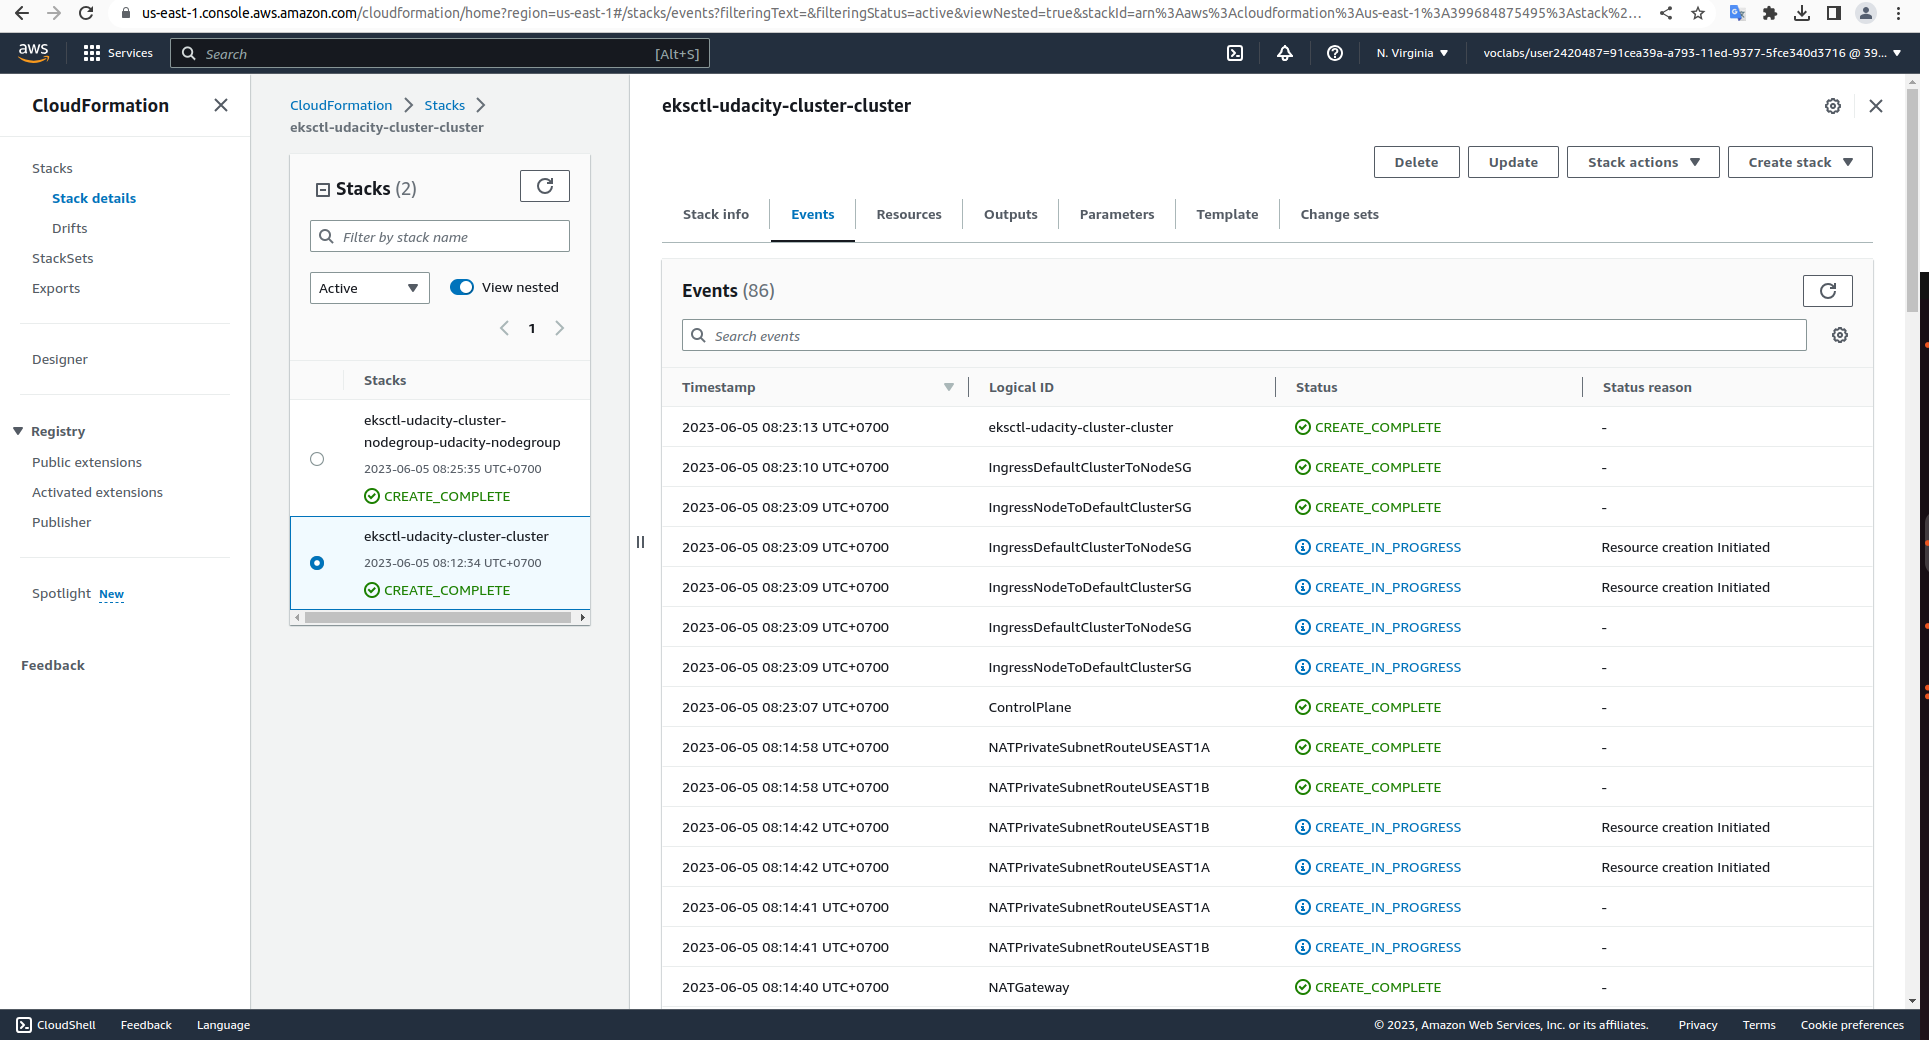 us-east-1.console.aws.amazon.com/cloudformation/home?region=us-east-1#/stacks/events?filteringText=&filteringStatus=active&viewNested=true&stackId=arn%3Aaws%3Acloudformation%3Aus-east-1%3A399684875495%3Astack%2...
aws Services Search [Alt+S] N. Virginia voclabs/user2420487=91cea39a-a793-11ed-9377-5fce340d3716 @ 39...
CloudFormation
Stacks
Stack details
Drifts
StackSets
Exports
Designer
Registry
Public extensions
Activated extensions
Publisher
Spotlight New
Feedback
CloudFormation Stacks
eksctl-udacity-cluster-cluster
Stacks (2)
Filter by stack name
Active View nested
1
Stacks
eksctl-udacity-cluster-
nodegroup-udacity-nodegroup
2023-06-05 08:25:35 UTC+0700
CREATE_COMPLETE
eksctl-udacity-cluster-cluster
2023-06-05 08:12:34 UTC+0700
CREATE_COMPLETE
eksctl-udacity-cluster-cluster
Delete Update Stack actions Create stack
Stack info Events Resources Outputs Parameters Template Change sets
Events (86)
Search events
Timestamp Logical ID Status Status reason
2023-06-05 08:23:13 UTC+0700 eksctl-udacity-cluster-cluster CREATE_COMPLETE -
2023-06-05 08:23:10 UTC+0700 IngressDefaultClusterToNodeSG CREATE_COMPLETE -
2023-06-05 08:23:09 UTC+0700 IngressNodeToDefaultClusterSG CREATE_COMPLETE -
2023-06-05 08:23:09 UTC+0700 IngressDefaultClusterToNodeSG CREATE_IN_PROGRESS Resource creation Initiated
2023-06-05 08:23:09 UTC+0700 IngressNodeToDefaultClusterSG CREATE_IN_PROGRESS Resource creation Initiated
2023-06-05 08:23:09 UTC+0700 IngressDefaultClusterToNodeSG CREATE_IN_PROGRESS -
2023-06-05 08:23:09 UTC+0700 IngressNodeToDefaultClusterSG CREATE_IN_PROGRESS -
2023-06-05 08:23:07 UTC+0700 ControlPlane CREATE_COMPLETE -
2023-06-05 08:14:58 UTC+0700 NATPrivateSubnetRouteUSEAST1A CREATE_COMPLETE -
2023-06-05 08:14:58 UTC+0700 NATPrivateSubnetRouteUSEAST1B CREATE_COMPLETE -
2023-06-05 08:14:42 UTC+0700 NATPrivateSubnetRouteUSEAST1B CREATE_IN_PROGRESS Resource creation Initiated
2023-06-05 08:14:42 UTC+0700 NATPrivateSubnetRouteUSEAST1A CREATE_IN_PROGRESS Resource creation Initiated
2023-06-05 08:14:41 UTC+0700 NATPrivateSubnetRouteUSEAST1A CREATE_IN_PROGRESS -
2023-06-05 08:14:41 UTC+0700 NATPrivateSubnetRouteUSEAST1B CREATE_IN_PROGRESS -
2023-06-05 08:14:40 UTC+0700 NATGateway CREATE_COMPLETE -
CloudShell Feedback Language © 2023, Amazon Web Services, Inc. or its affiliates. Privacy Terms Cookie preferences